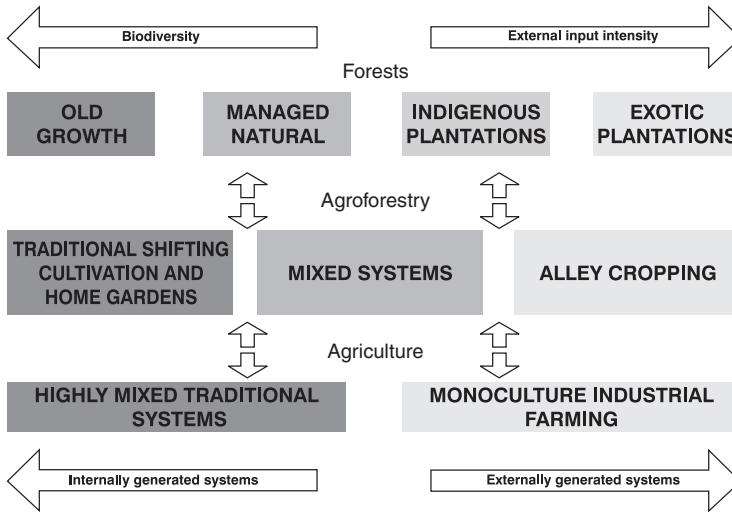 Biodiversity
External input intensity
Forests
OLD
GROWTH
MANAGED
NATURAL
INDIGENOUS
PLANTATIONS
EXOTIC
PLANTATIONS
Agroforestry
TRADITIONAL SHIFTING
CULTIVATION AND
HOME GARDENS
MIXED SYSTEMS
ALLEY CROPPING
Agriculture
HIGHLY MIXED TRADITIONAL
SYSTEMS
MONOCULTURE INDUSTRIAL
FARMING
Internally generated systems
Externally generated systems